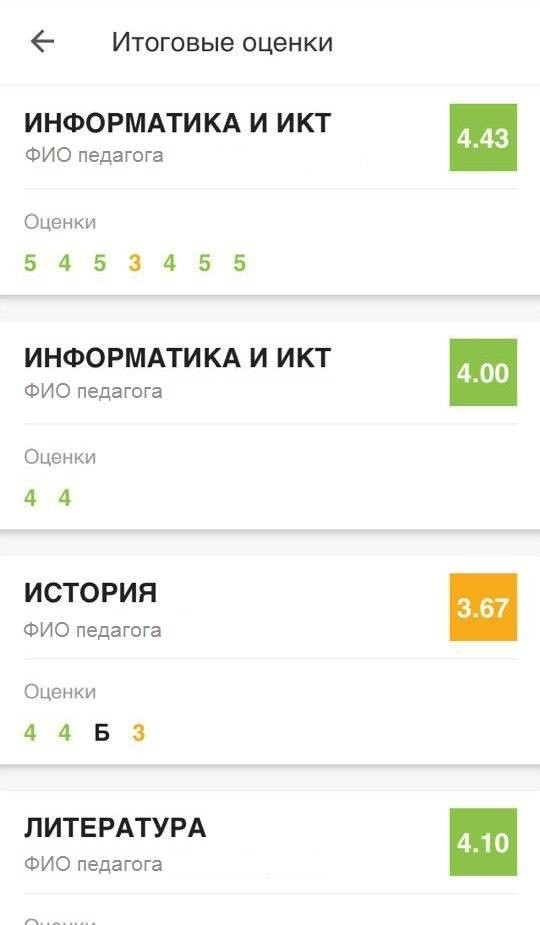 Итоговые оценки
ИНФОРМАТИКА И ИКТ
4.43
ФИО педагога
Оценки
5 4 5 3 4 5 5
ИНФОРМАТИКА И ИКТ
4.00
ФИО педагога
Оценки
4 4
ИСТОРИЯ
3.67
ФИО педагога
Оценки
4 4 Б 3
ЛИТЕРАТУРА
4.10
ФИО педагога
Оценки